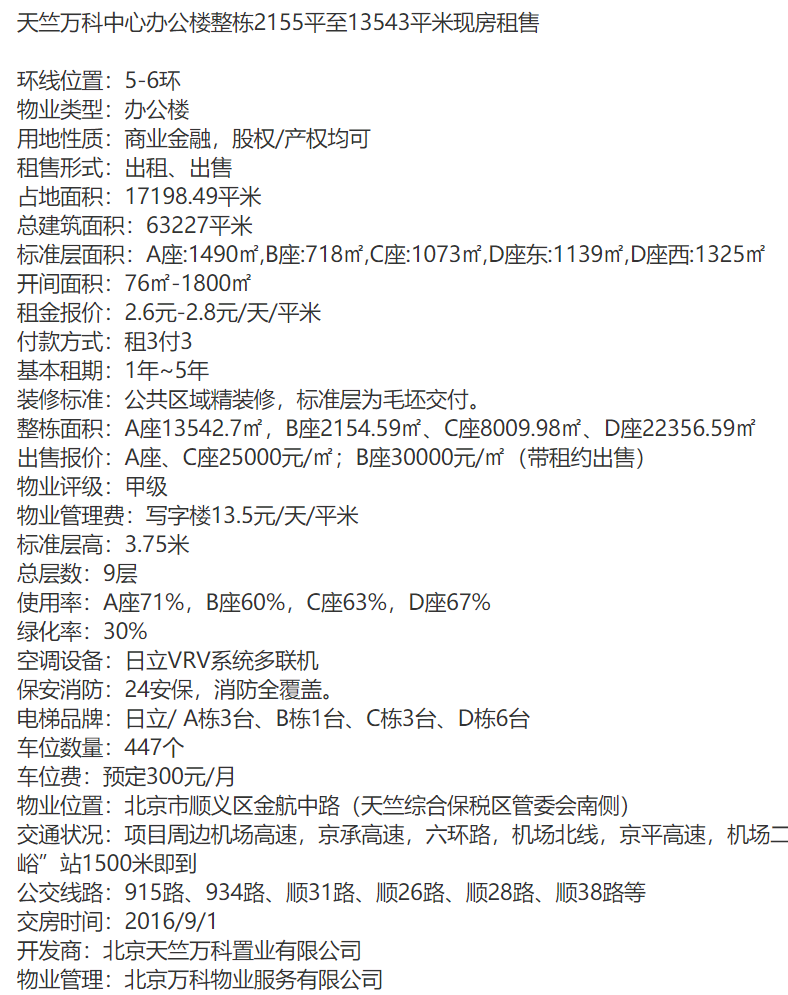 天竺万科中心办公楼整栋2155平至13543平米现房租售
环线位置：5-6环
物业类型：办公楼
用地性质：商业金融，股权/产权均可
租售形式：出租、出售
占地面积：17198.49平米
总建筑面积：63227平米
标准层面积：A座:1490㎡,B座:718㎡,C座:1073㎡,D座东:1139㎡,D座西:1325㎡
开间面积：76㎡-1800㎡
租金报价：2.6元-2.8元/天/平米
付款方式：租3付3
基本租期：1年~5年
装修标准：公共区域精装修，标准层为毛坯交付。
整栋面积：A座13542.7㎡，B座2154.59㎡、C座8009.98㎡、D座22356.59㎡
出售报价：A座、C座25000元/㎡；B座30000元/㎡（带租约出售）
物业评级：甲级
物业管理费：写字楼13.5元/天/平米
标准层高：3.75米
总层数：9层
使用率：A座71%，B座60%，C座63%，D座67%
绿化率：30%
空调设备：日立VRV系统多联机
保安消防：24安保，消防全覆盖。
电梯品牌：日立/ A栋3台、B栋1台、C栋3台、D栋6台
车位数量：447个
车位费：预定300元/月
物业位置：北京市顺义区金航中路（天竺综合保税区管委会南侧）
交通状况：项目周边机场高速，京承高速，六环路，机场北线，京平高速，机场二
峪”站1500米即到
公交线路：915路、934路、顺31路、顺26路、顺28路、顺38路等
交房时间：2016/9/1
开发商：北京天竺万科置业有限公司
物业管理：北京万科物业服务有限公司